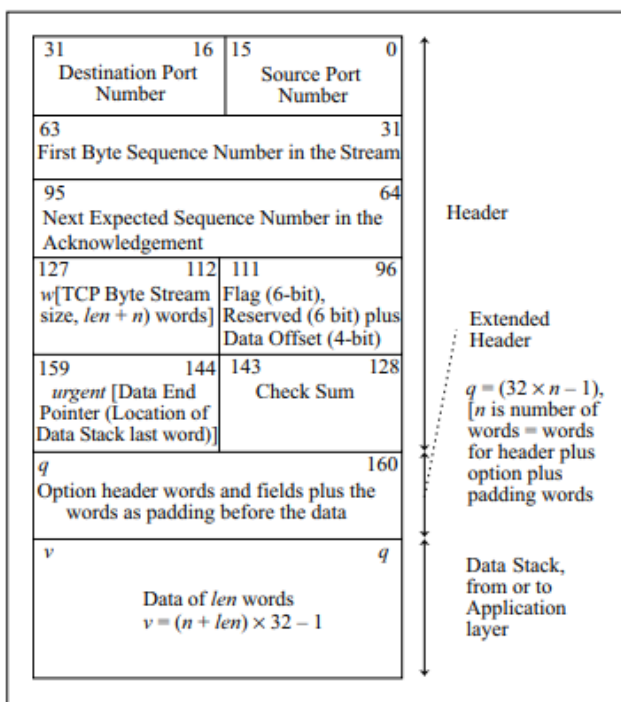 31 16 15 0
Destination Port Number
Source Port Number
63 31
First Byte Sequence Number in the Stream
95 64
Next Expected Sequence Number in the
Acknowledgement
127 112 111 96
w[TCP Byte Stream
size, len + n) words]
Flag (6-bit),
Reserved (6 bit) plus
Data Offset (4-bit)
159 144 143 128
urgent [Data End
Pointer (Location of
Data Stack last word)]
Check Sum
q 160
Option header words and fields plus the
words as padding before the data
v q
Data of len words
v = (n + len) × 32 – 1
Header
Extended
Header
q = (32 × n – 1),
[n is number of
words = words
for header plus
option plus
padding words
Data Stack,
from or to
Application
layer